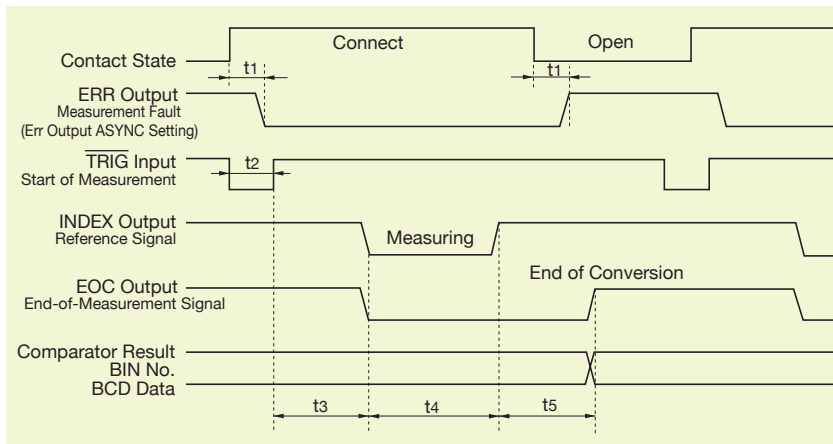 Contact State
Connect
Open
t1
t1
ERR Output
Measurement Fault
(Err Output ASYNC Setting)
TRIG Input
Start of Measurement
t2
INDEX Output
Reference Signal
Measuring
EOC Output
End-of-Measurement Signal
End of Conversion
Comparator Result
BIN No.
BCD Data
t3
t4
t5